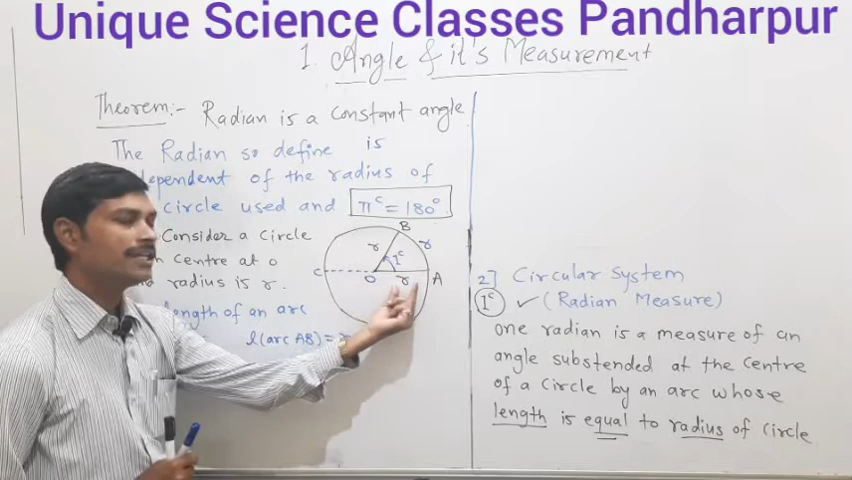 Unique Science Classes Pandharpur
1. Angle & it's Measurement
Theorem:- Radian is a constant angle
The Radian so define is
dependent of the radius of
circle used and πᶜ = 180°
Consider a circle
Centre at o
radius is r.
length of an arc
l(arc AB) =
B
r
r
1ᶜ
C
O
r
A
2] Circular system
1ᶜ ✓ (Radian Measure)
one radian is a measure of an
angle substended at the centre
of a circle by an arc whose
length is equal to radius of circle